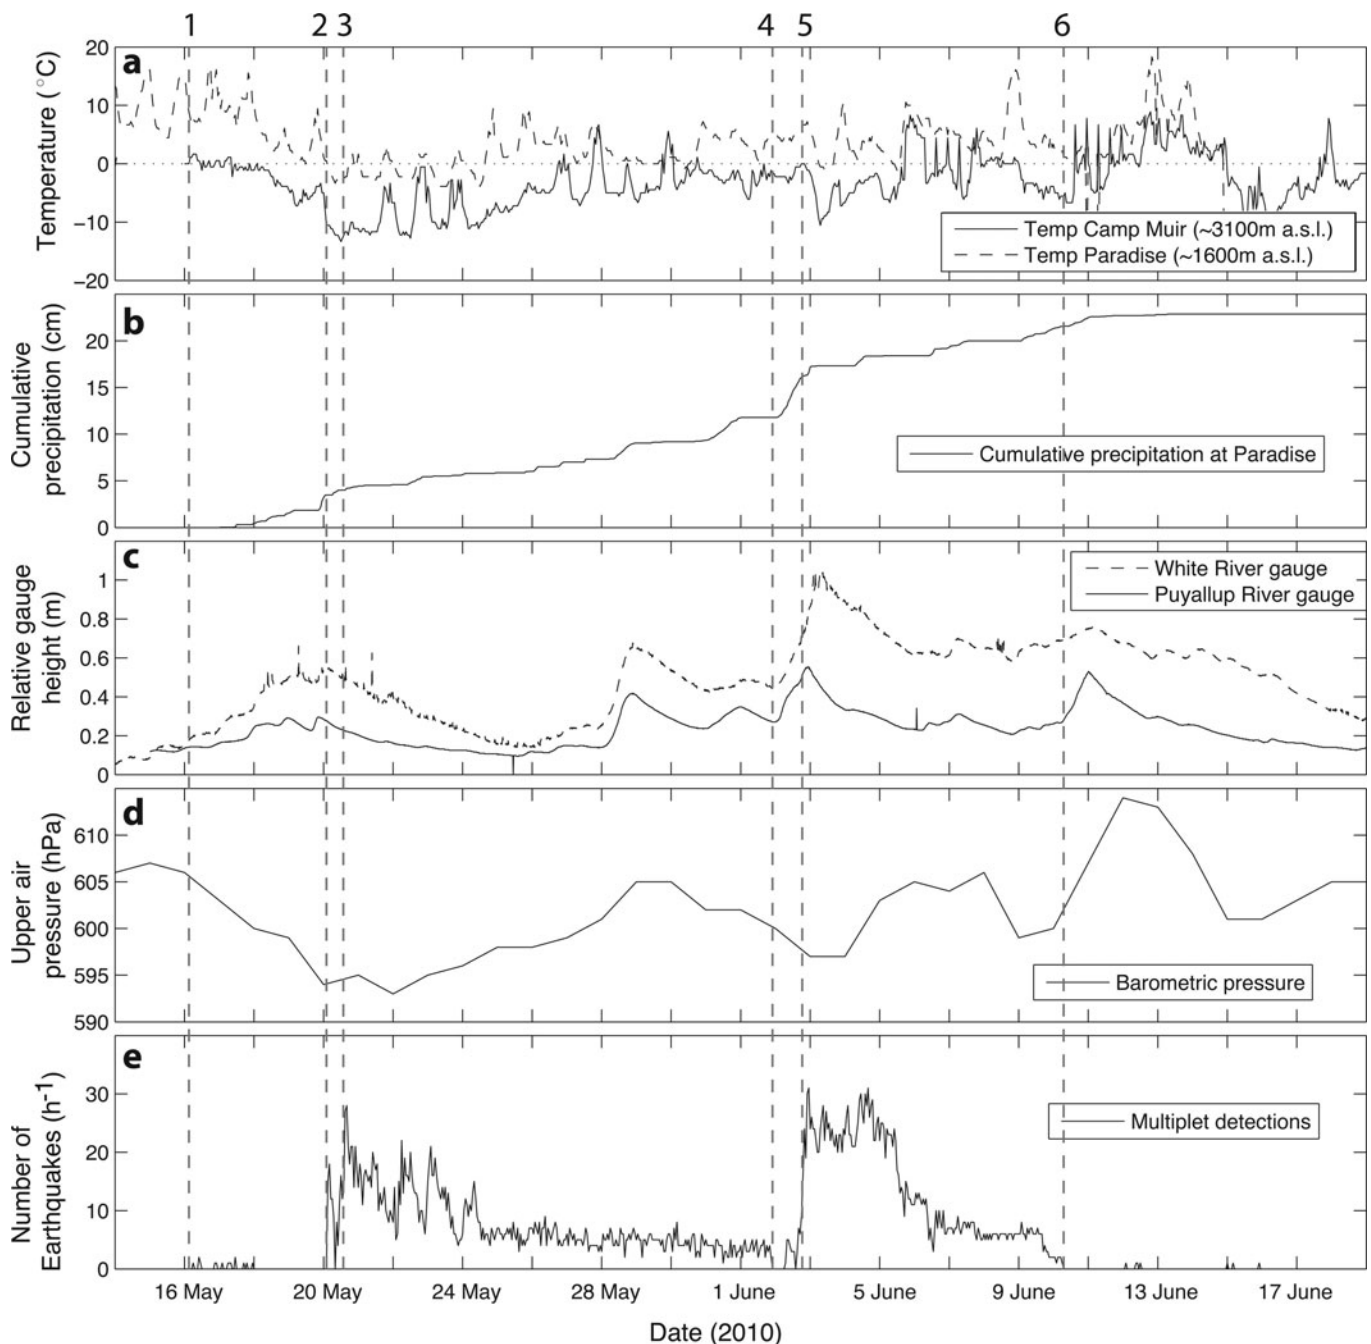 1 2 3 4 5 6
a
20
10
0
−10
−20
Temperature (°C)
Temp Camp Muir (~3100m a.s.l.)
Temp Paradise (~1600m a.s.l.)
b
20
15
10
5
0
Cumulative
precipitation (cm)
Cumulative precipitation at Paradise
c
1
0.8
0.6
0.4
0.2
0
Relative gauge
height (m)
White River gauge
Puyallup River gauge
d
610
605
600
595
590
Upper air
pressure (hPa)
Barometric pressure
e
30
20
10
0
Number of
Earthquakes (h-1)
Multiplet detections
16 May 20 May 24 May 28 May 1 June 5 June 9 June 13 June 17 June
Date (2010)